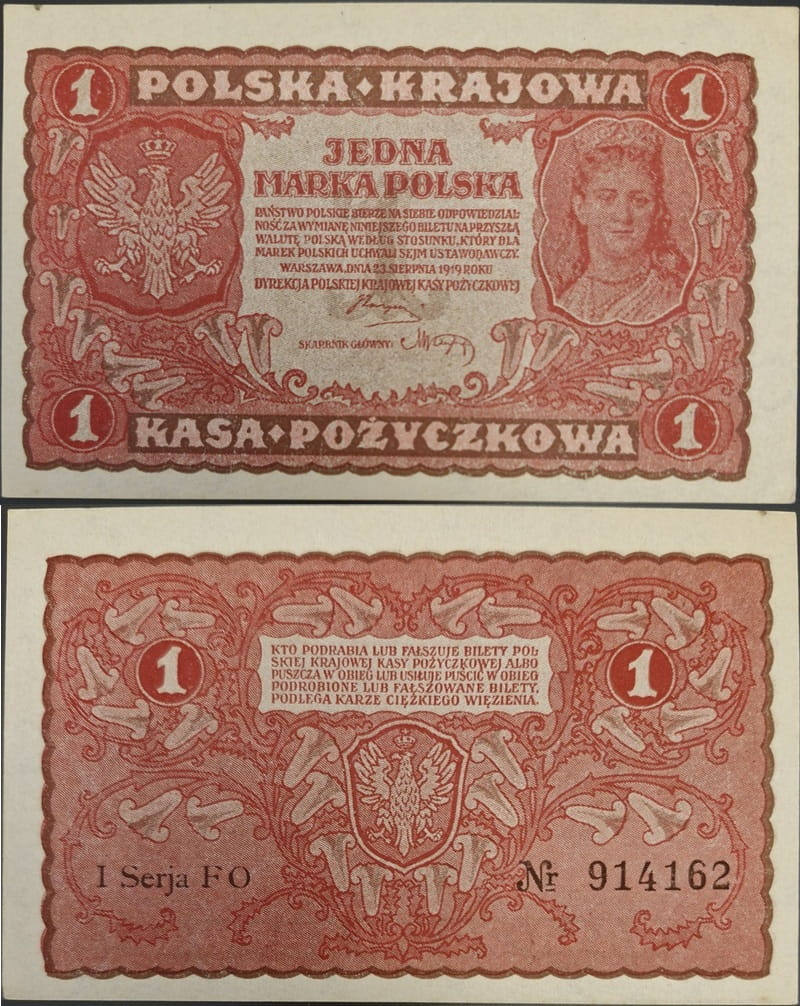 1 POLSKA ◆ KRAJOWA 1
JEDNA
MARKA POLSKA
PAŃSTWO POLSKIE BIERZE NA SIEBIE ODPOWIEDZIAL
NOŚĆ ZA WYMIANĘ NINIEJSZEGO BILETU NA PRZYSZŁĄ
WALUTĘ POLSKĄ WEDŁUG STOSUNKU, KTÓRY DLA
MAREK POLSKICH UCHWALI SEJM USTAWODAWCZY.
WARSZAWA, DNIA 23 SIERPNIA 1919 ROKU
DYREKCJA POLSKIEJ KRAJOWEJ KASY POŻYCZKOWEJ
SKARBNIK GŁÓWNY:
1 KASA ◆ POŻYCZKOWA 1
KTO PODRABIA LUB FAŁSZUJE BILETY POL
SKIEJ KRAJOWEJ KASY POŻYCZKOWEJ ALBO
PUSZCZA W OBIEG LUB USIŁUJE PUŚCIĆ W OBIEG
PODROBIONE LUB FAŁSZOWANE BILETY,
PODLEGA KARZE CIĘŻKIEGO WIĘZIENIA.
1 1
I Serja FO Nr 914162